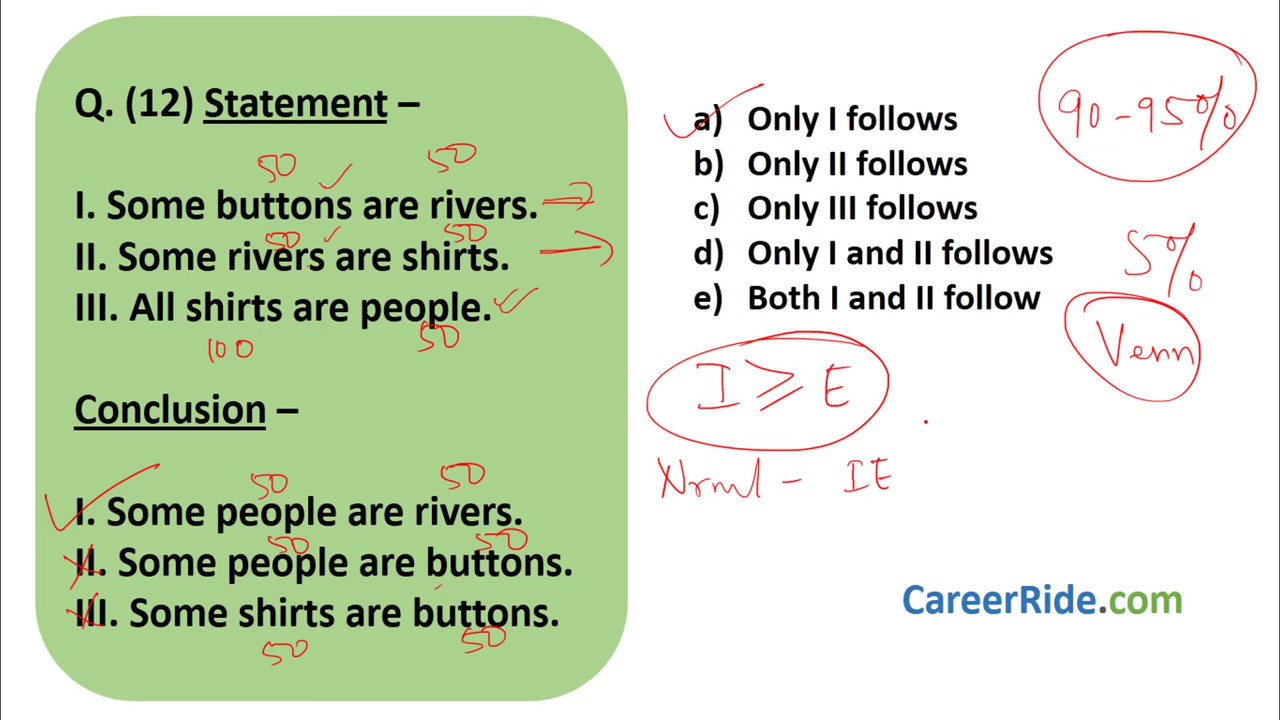 Q. (12) Statement –
50 50
I. Some buttons are rivers.
50 50
II. Some rivers are shirts.
III. All shirts are people.
100 50
Conclusion –
50 50
I. Some people are rivers.
50 50
II. Some people are buttons.
III. Some shirts are buttons.
50 50
a) Only I follows
b) Only II follows
c) Only III follows
d) Only I and II follows
e) Both I and II follow
90 - 95%
5%
Venn
I ⩾ E
- IE
CareerRide.com